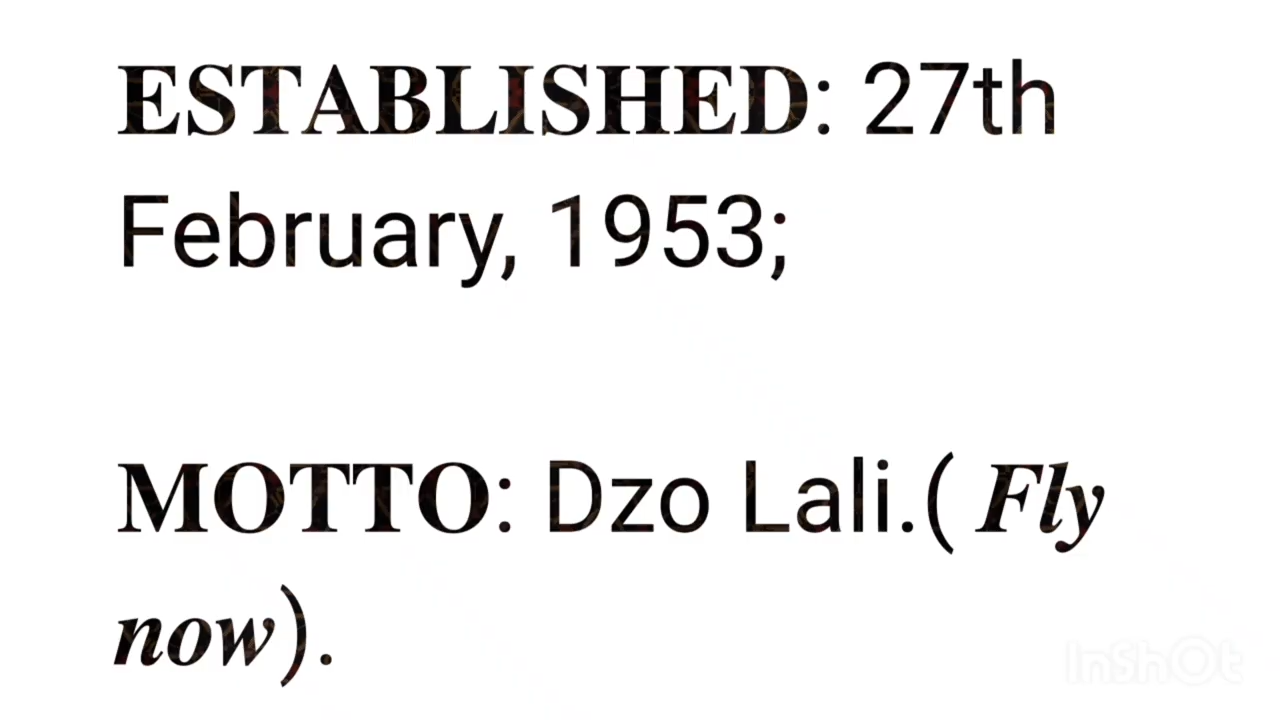 ESTABLISHED: 27th
February, 1953;
MOTTO: Dzo Lali.( Fly
now).
InShOt